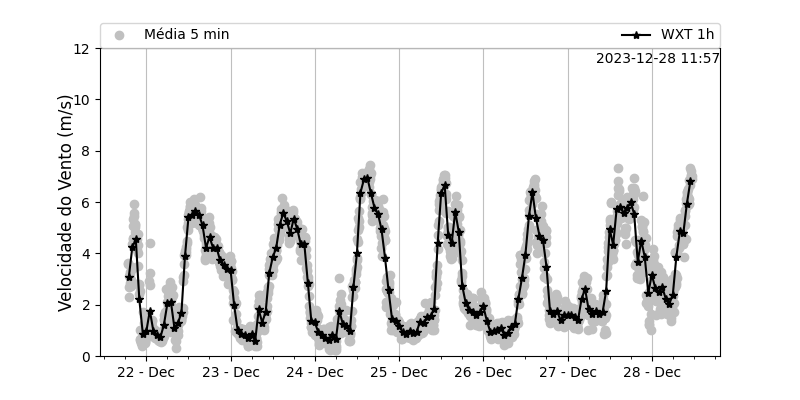 Média 5 min
WXT 1h
2023-12-28 11:57
Velocidade do Vento (m/s)
12
10
8
6
4
2
0
22 - Dec
23 - Dec
24 - Dec
25 - Dec
26 - Dec
27 - Dec
28 - Dec